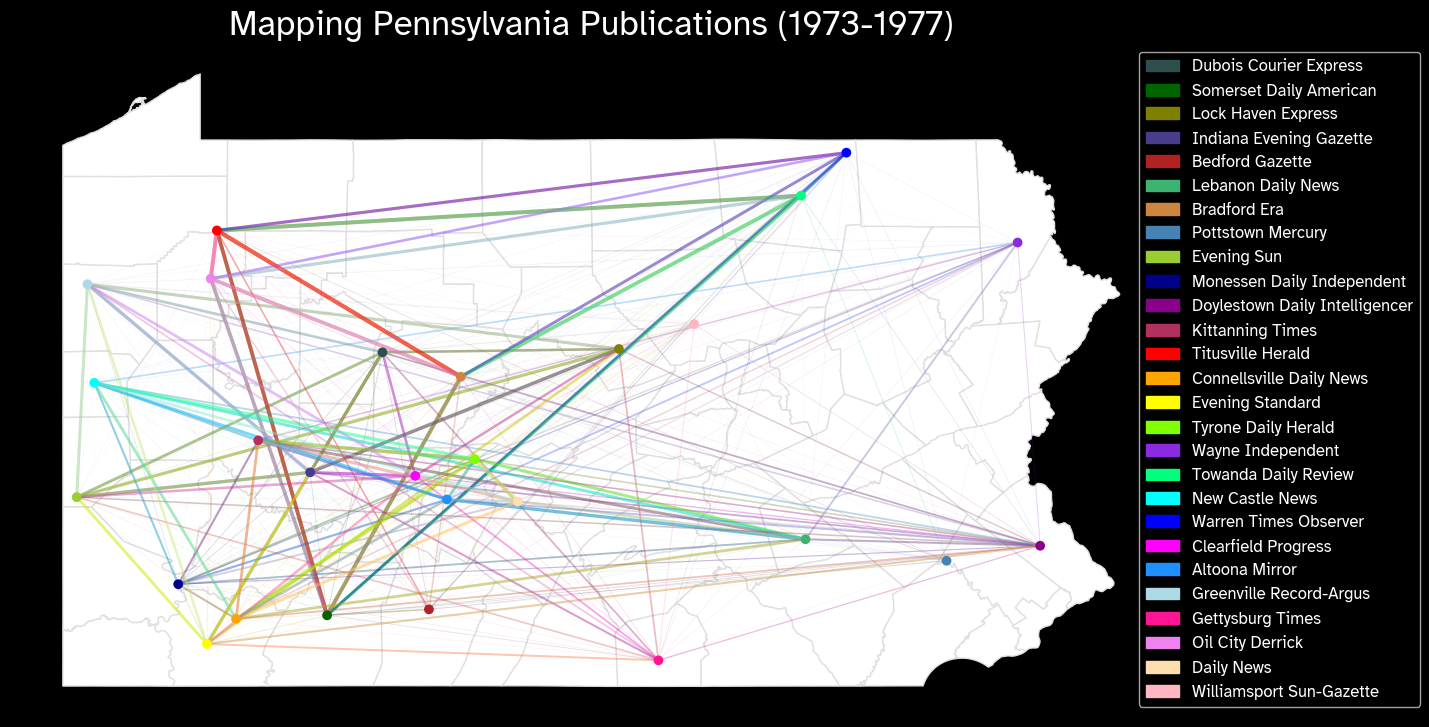 Mapping Pennsylvania Publications (1973-1977)
Dubois Courier Express
Somerset Daily American
Lock Haven Express
Indiana Evening Gazette
Bedford Gazette
Lebanon Daily News
Bradford Era
Pottstown Mercury
Evening Sun
Monessen Daily Independent
Doylestown Daily Intelligencer
Kittanning Times
Titusville Herald
Connellsville Daily News
Evening Standard
Tyrone Daily Herald
Wayne Independent
Towanda Daily Review
New Castle News
Warren Times Observer
Clearfield Progress
Altoona Mirror
Greenville Record-Argus
Gettysburg Times
Oil City Derrick
Daily News
Williamsport Sun-Gazette